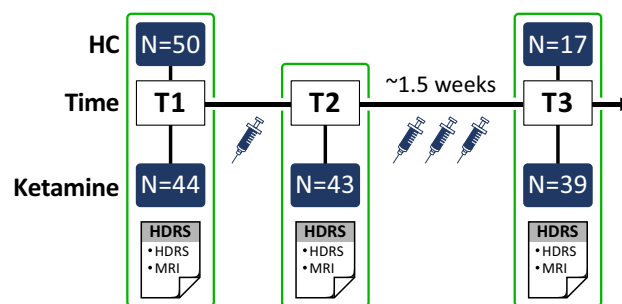 HC N=50 N=17
Time T1 T2 ~1.5 weeks T3
Ketamine N=44 N=43 N=39
HDRS HDRS HDRS
•HDRS •HDRS •HDRS
•MRI •MRI •MRI